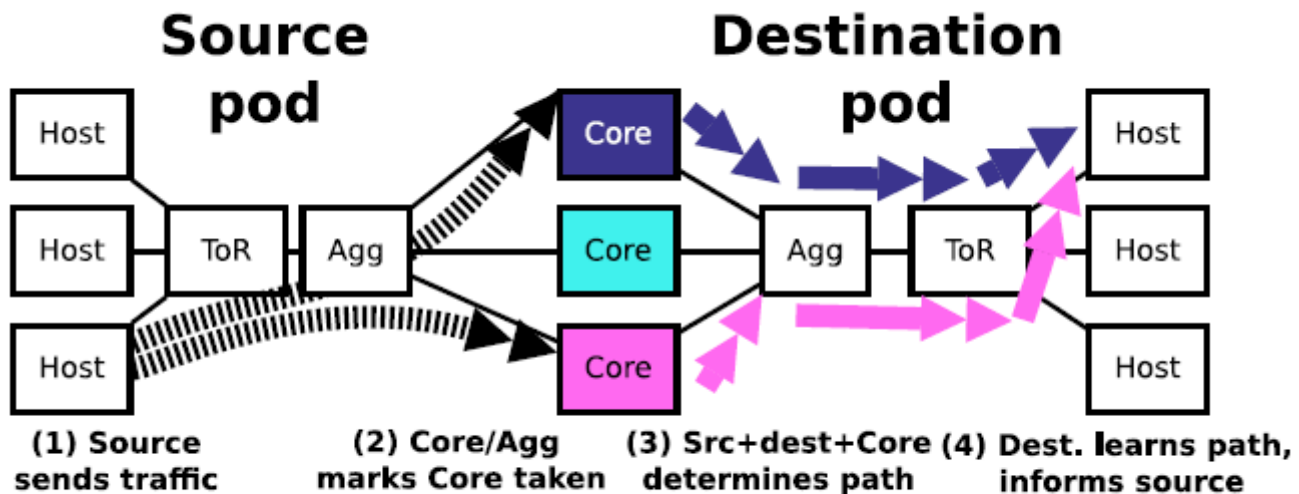 Source
pod
Destination
pod
Host
Host
Host
ToR
Agg
Core
Core
Core
Agg
ToR
Host
Host
Host
(1) Source
sends traffic
(2) Core/Agg
marks Core taken
(3) Src+dest+Core
determines path
(4) Dest. learns path,
informs source